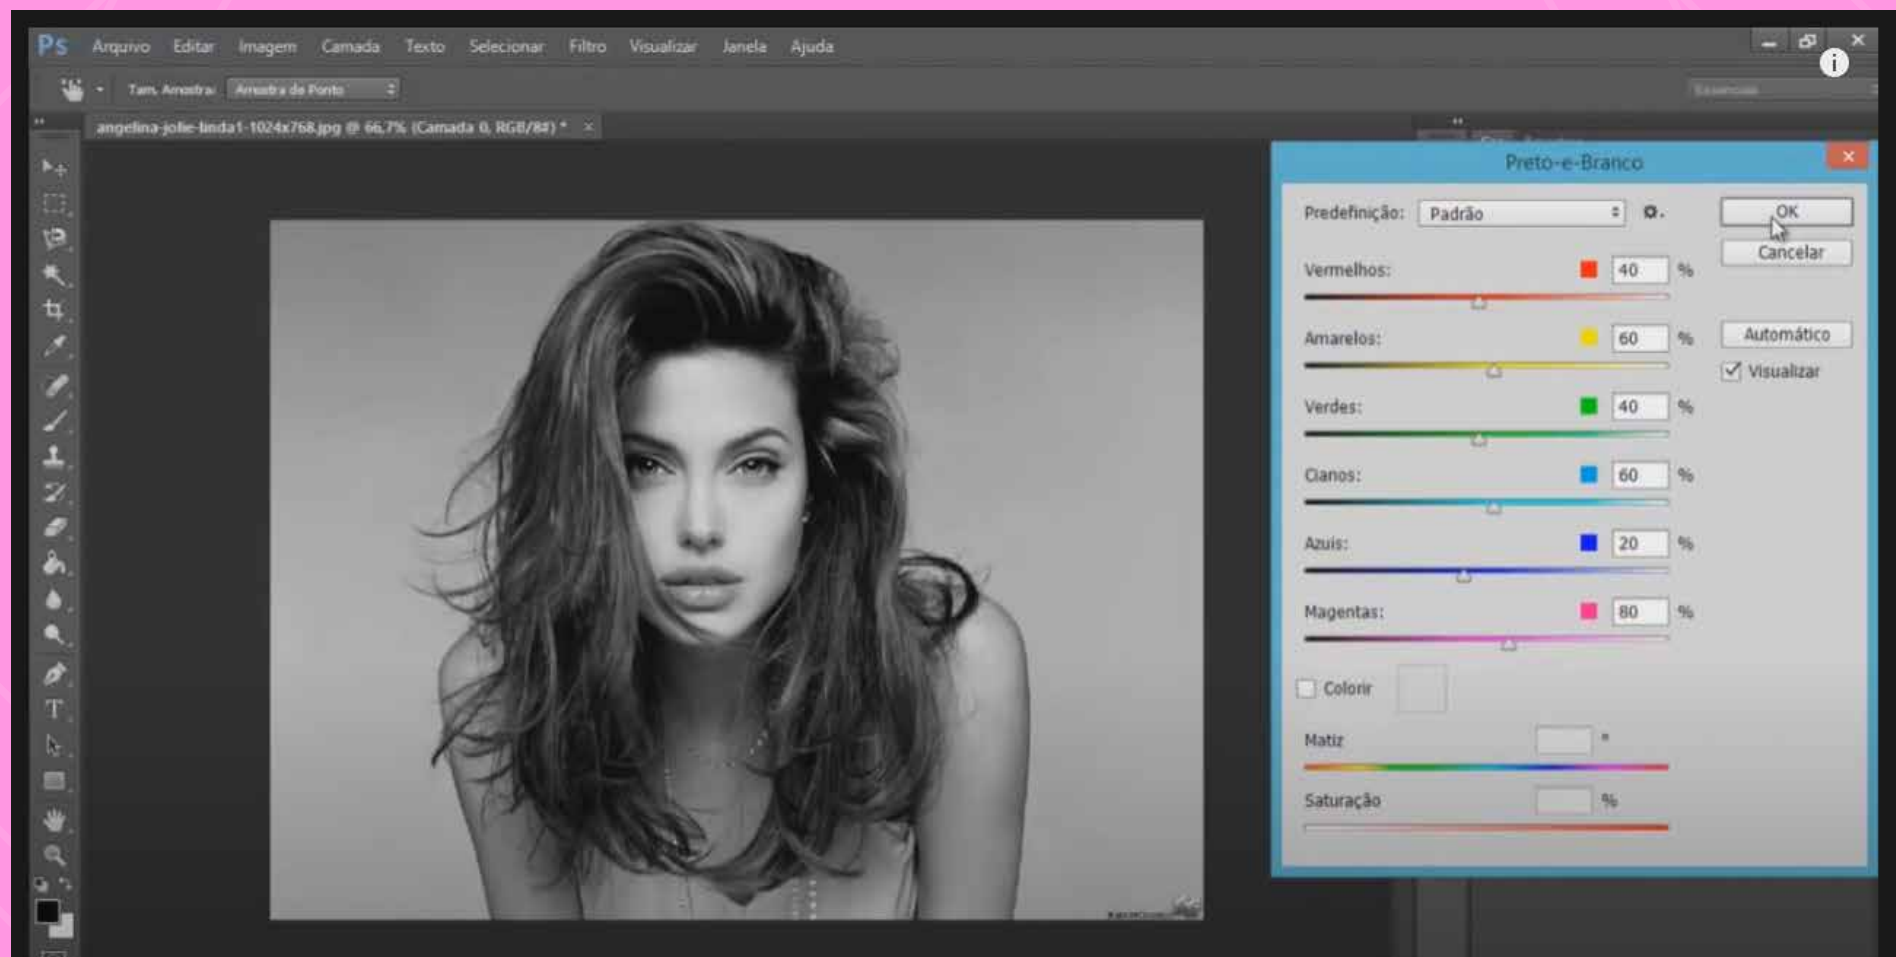 Ps Arquivo Editar Imagem Camada Texto Selecionar Filtro Visualizar Janela Ajuda
i
Tam. Amostra: Amostra de Ponto
Essenciais
angelina-jolie-linda1-1024x768.jpg @ 66,7% (Camada 0, RGB/8#) * ×
Preto-e-Branco
Predefinição: Padrão
OK
Cancelar
Vermelhos: 40 %
Automático
Amarelos: 60 %
Visualizar
Verdes: 40 %
Cianos: 60 %
Azuis: 20 %
Magentas: 80 %
Colorir
Matiz °
Saturação %
T